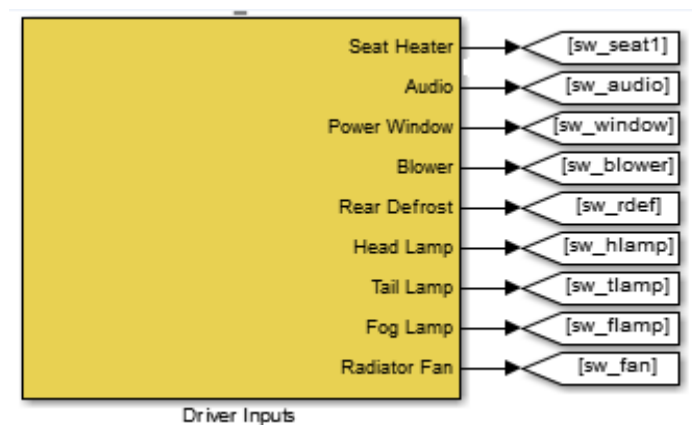 Seat Heater [sw_seat1]
Audio [sw_audio]
Power Window [sw_window]
Blower [sw_blower]
Rear Defrost [sw_rdef]
Head Lamp [sw_hlamp]
Tail Lamp [sw_tlamp]
Fog Lamp [sw_flamp]
Radiator Fan [sw_fan]
Driver Inputs